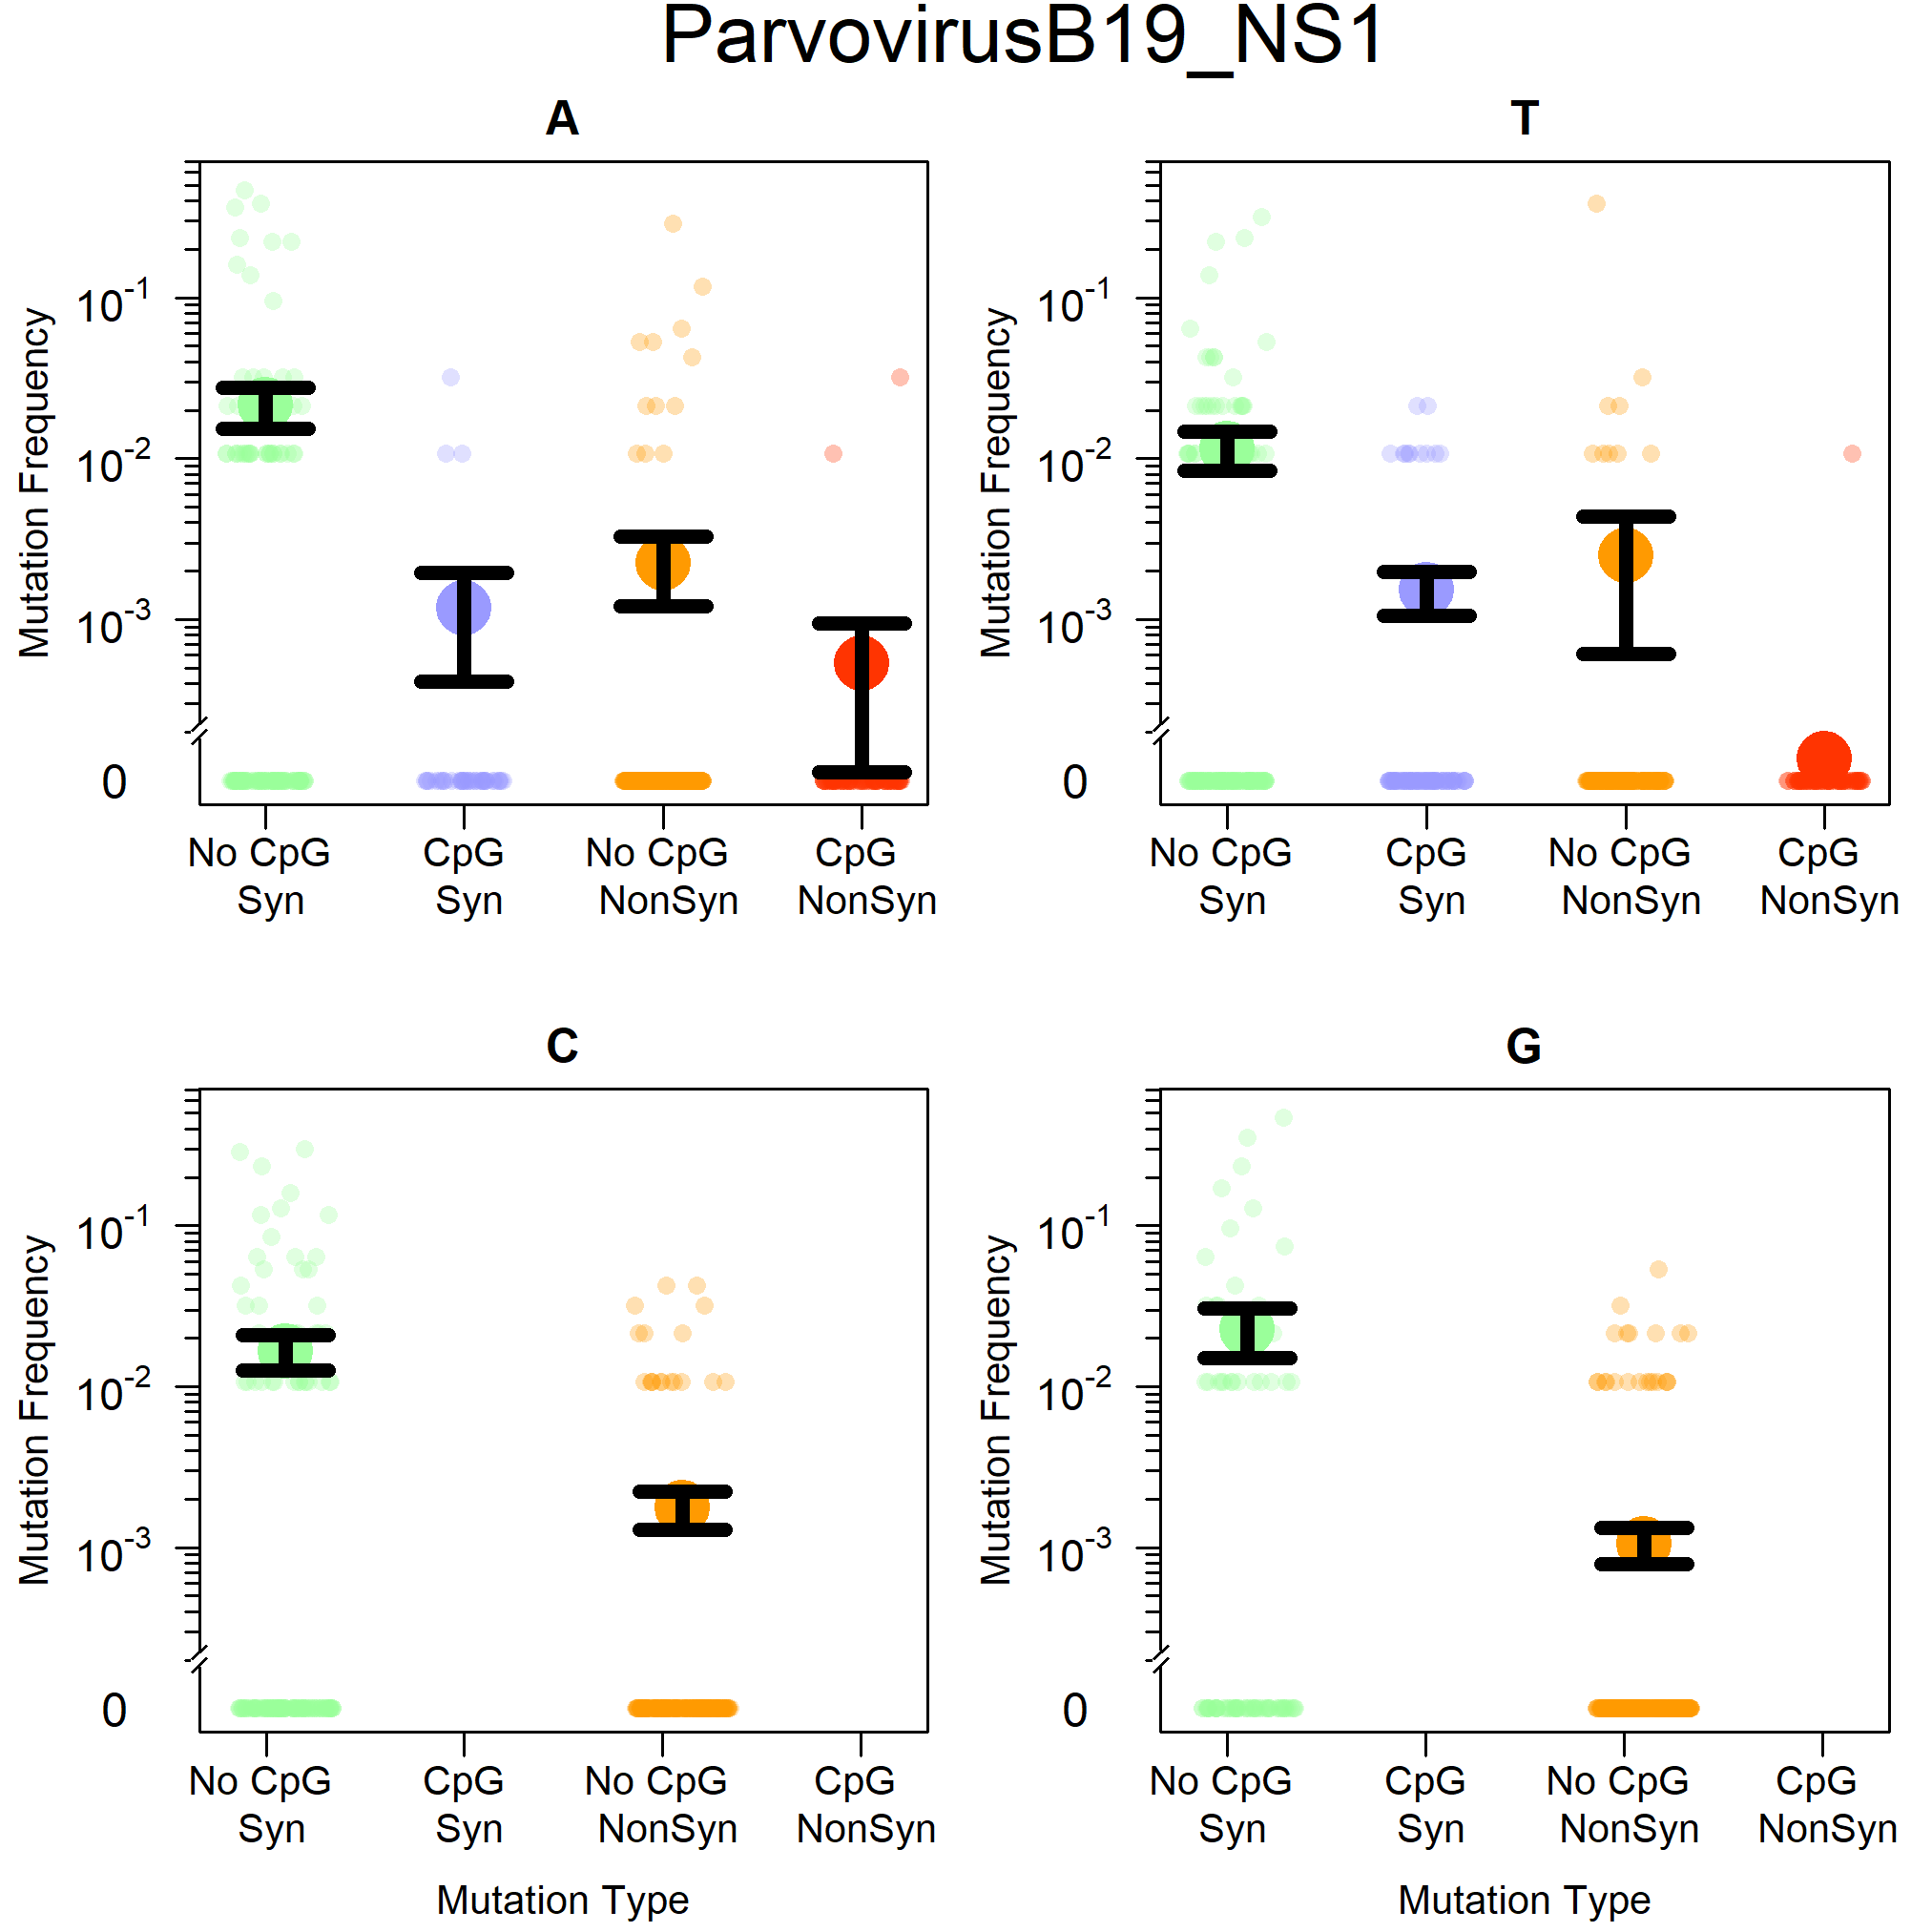 ParvovirusB19_NS1
A
Mutation Frequency
10-1
10-2
10-3
0
No CpG CpG No CpG CpG
Syn Syn NonSyn NonSyn
T
Mutation Frequency
10-1
10-2
10-3
0
No CpG CpG No CpG CpG
Syn Syn NonSyn NonSyn
C
Mutation Frequency
10-1
10-2
10-3
0
No CpG CpG No CpG CpG
Syn Syn NonSyn NonSyn
Mutation Type
G
Mutation Frequency
10-1
10-2
10-3
0
No CpG CpG No CpG CpG
Syn Syn NonSyn NonSyn
Mutation Type